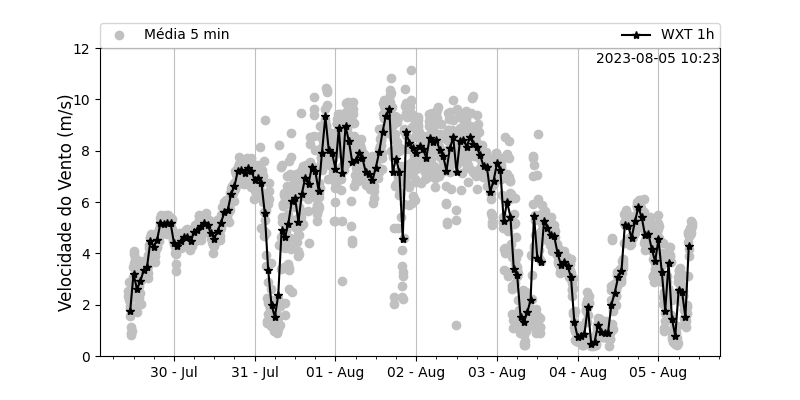 Média 5 min
WXT 1h
2023-08-05 10:23
Velocidade do Vento (m/s)
12
10
8
6
4
2
0
30 - Jul
31 - Jul
01 - Aug
02 - Aug
03 - Aug
04 - Aug
05 - Aug